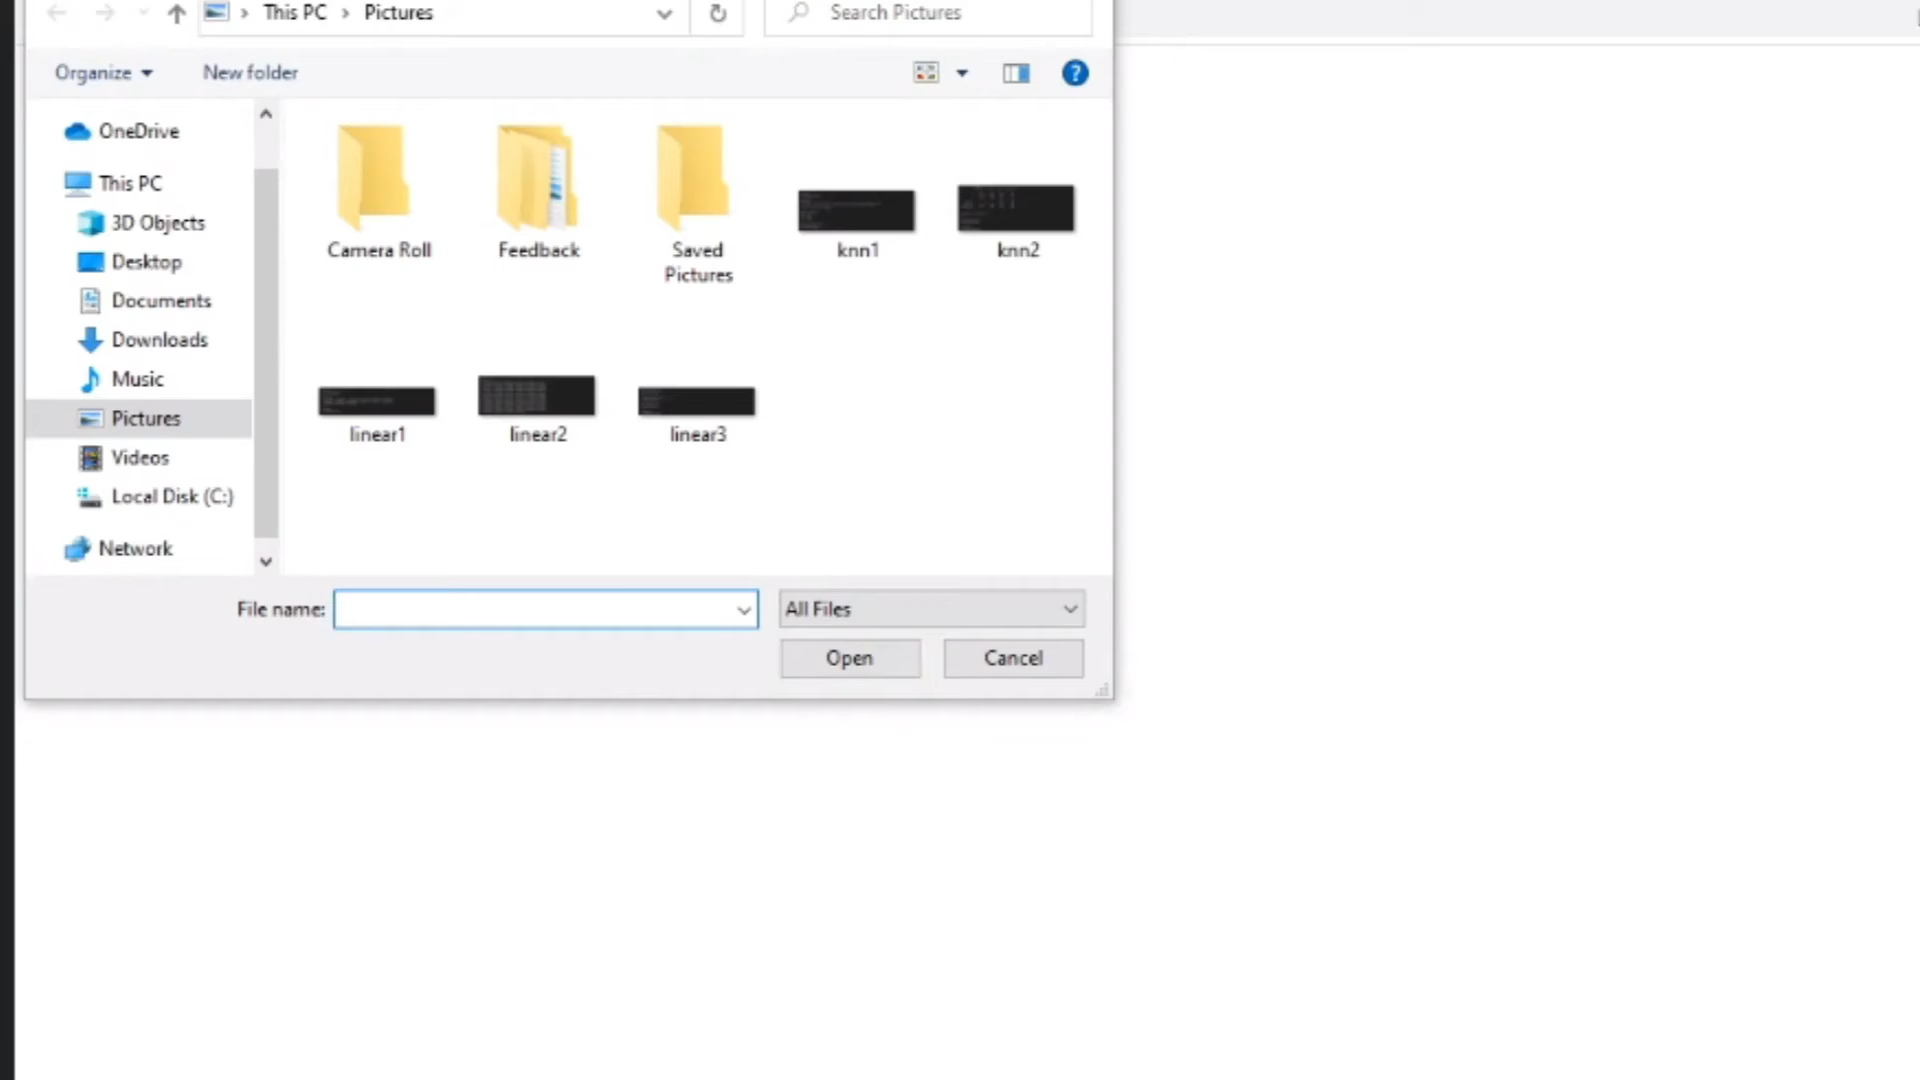 This PC > Pictures
Search Pictures
Organize
New folder
?
OneDrive
This PC
3D Objects
Desktop
Documents
Downloads
Music
Pictures
Videos
Local Disk (C:)
Network
Camera Roll
Feedback
Saved
Pictures
knn1
knn2
linear1
linear2
linear3
File name:
All Files
Open
Cancel